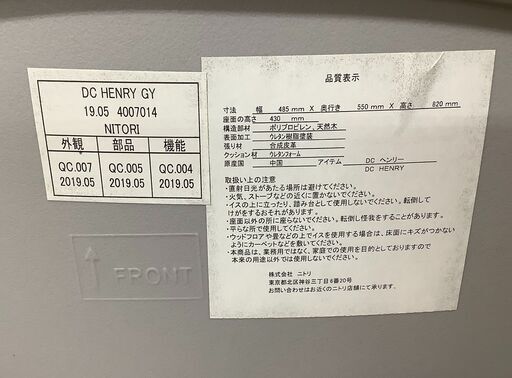 DC HENRY GY
19.05 4007014
NITORI
外観 部品 機能
QC.007 QC.005 QC.004
2019.05 2019.05 2019.05
FRONT
品質表示
寸法 幅 485 mm X 奥行き 550 mm X 高さ 820 mm
座面の高さ 430 mm
構造部材 ポリプロピレン、天然木
表面加工 ウレタン樹脂塗装
張り材 合成皮革
クッション材 ウレタンフォーム
原産国 中国 アイテム DC ヘンリー
DC HENRY
取扱い上の注意
・直射日光があたる場所は避けてください。
・火気、ストーブなどの近くに置かないでください。
・イスの上に立ったり、踏み台として使用しないでください。転倒して
けがをするおそれがあります。
・座面以外の所に座らないでください。転倒し怪我をすることがあります。
・平らな所で使用してください。
・ウッドフロアや畳などの上でイスを使用する場合は、床面にキズがつかない
ようにカーペットなどを敷いてください。
・本商品は、業務用ではなく、家庭での使用を目的としておりますので
本来の用途以外では使用しないでください。
株式会社 ニトリ
東京都北区神谷三丁目6番20号
お問い合わせはお近くのニトリ店舗にて承ります。